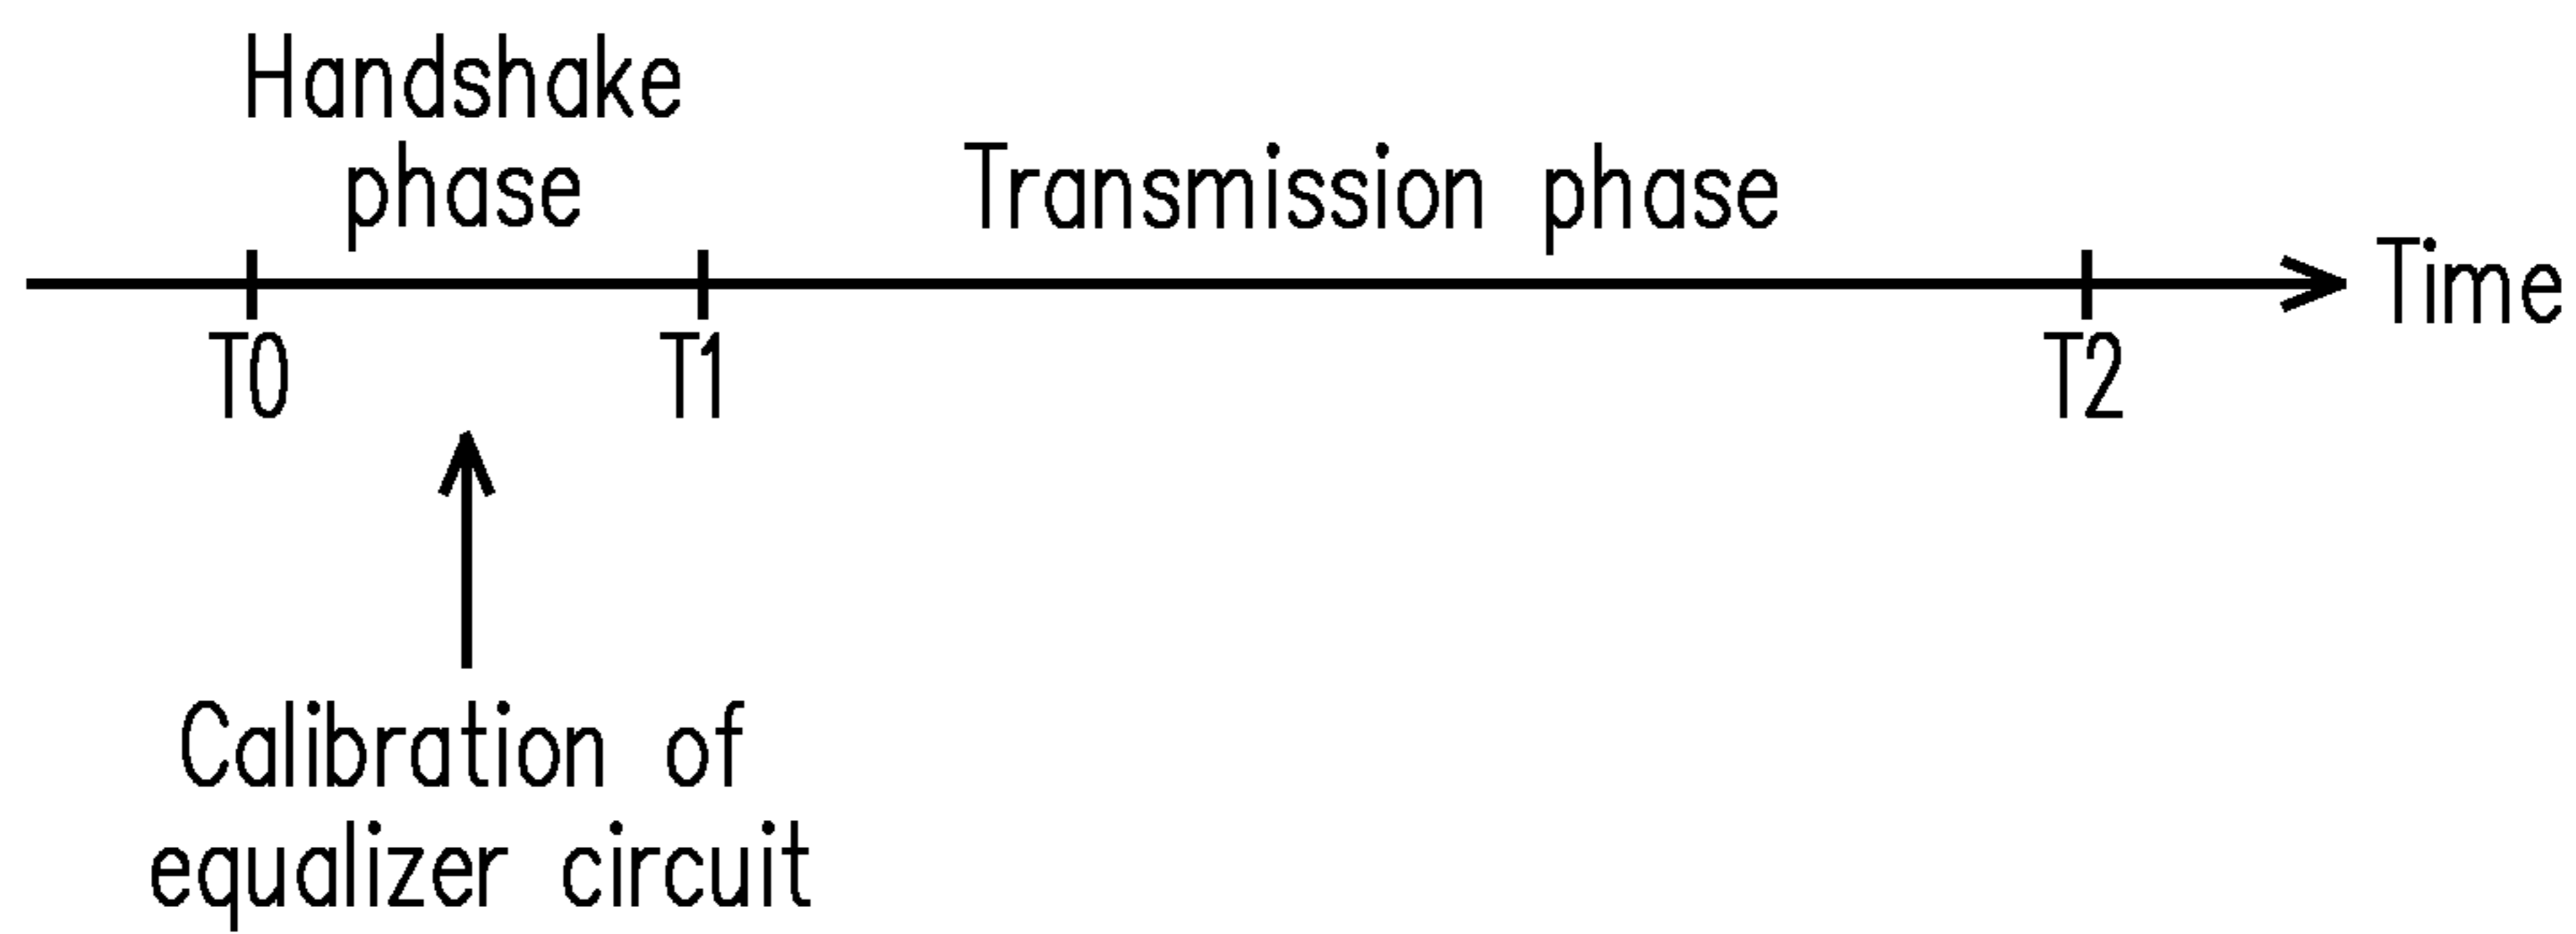 Handshake
phase
Transmission phase
Time
T0
T1
T2
Calibration of
equalizer circuit